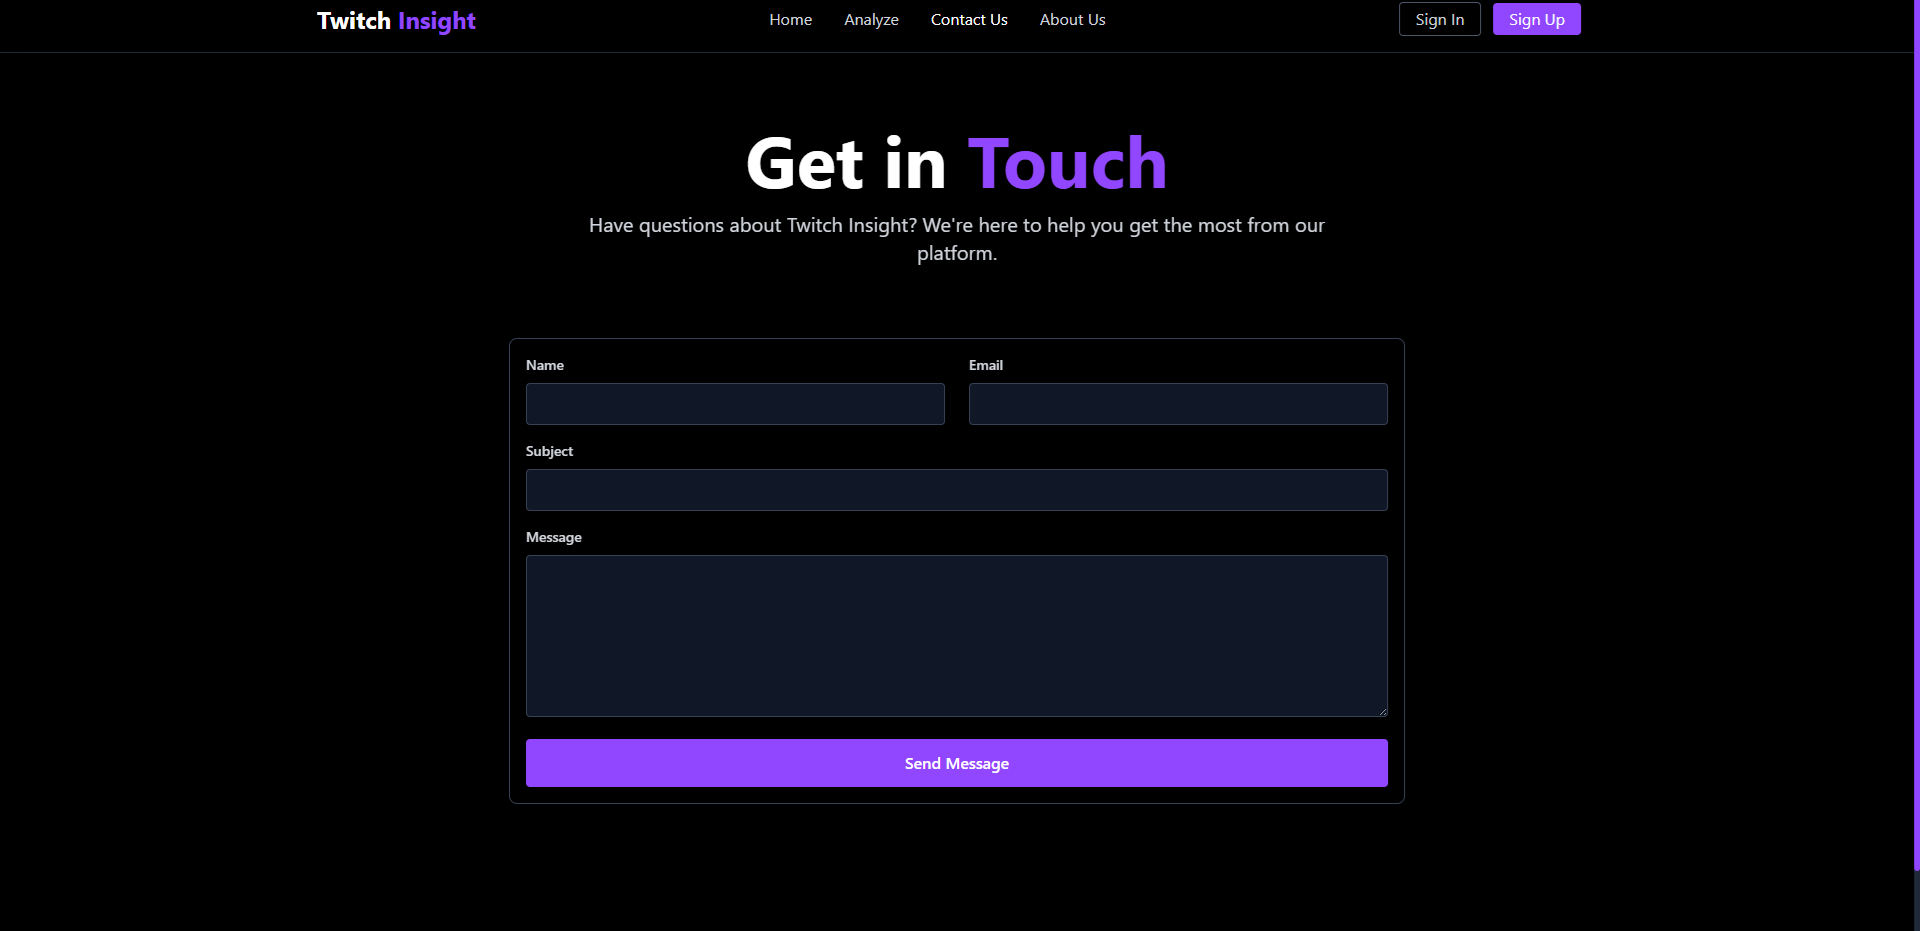 Twitch Insight
Home
Analyze
Contact Us
About Us
Sign In
Sign Up
Get in Touch
Have questions about Twitch Insight? We're here to help you get the most from our
platform.
Name
Email
Subject
Message
Send Message